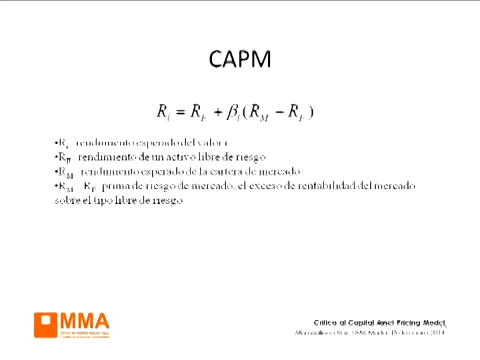 CAPM
R_i = R_F + β_i(R_M − R_F)
•R_i rendimiento esperado del valor i
•R_F rendimiento de un activo libre de riesgo
•R_M rendimiento esperado de la cartera de mercado
•R_M R_F prima de riesgo de mercado, el exceso de rentabilidad del mercado
sobre el tipo libre de riesgo
MMA
Crítica al Capital Asset Pricing Model